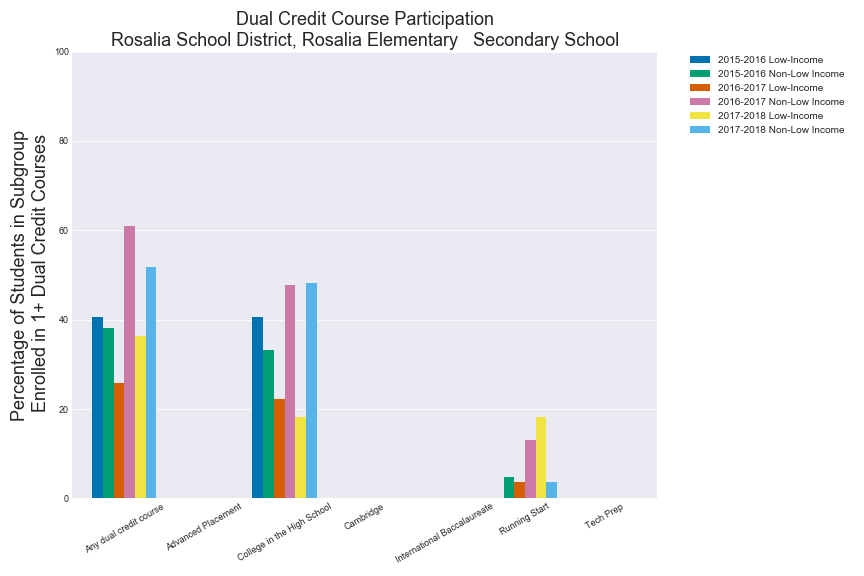 Dual Credit Course Participation
Rosalia School District, Rosalia Elementary   Secondary School
Percentage of Students in Subgroup
Enrolled in 1+ Dual Credit Courses
100
80
60
40
20
0
Any dual credit course
Advanced Placement
College in the High School
Cambridge
International Baccalaureate
Running Start
Tech Prep
2015-2016 Low-Income
2015-2016 Non-Low Income
2016-2017 Low-Income
2016-2017 Non-Low Income
2017-2018 Low-Income
2017-2018 Non-Low Income